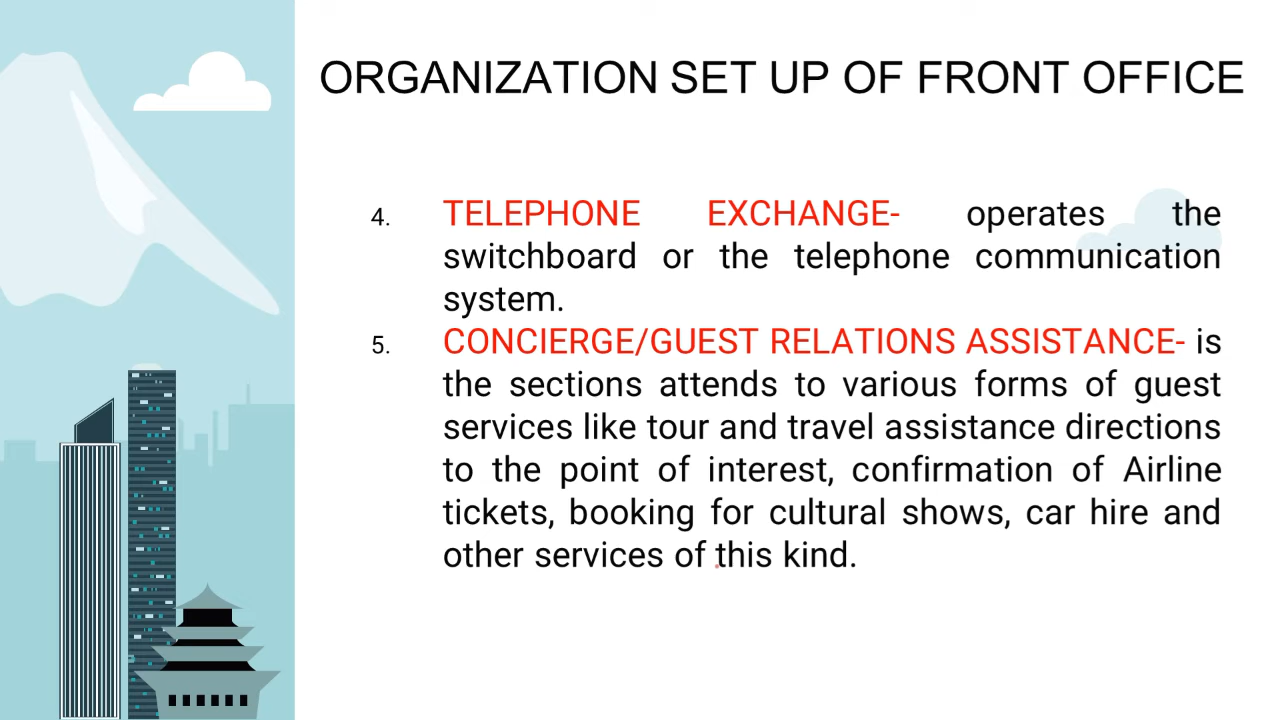 ORGANIZATION SET UP OF FRONT OFFICE
4. TELEPHONE EXCHANGE- operates the
switchboard or the telephone communication
system.
5. CONCIERGE/GUEST RELATIONS ASSISTANCE- is
the sections attends to various forms of guest
services like tour and travel assistance directions
to the point of interest, confirmation of Airline
tickets, booking for cultural shows, car hire and
other services of this kind.